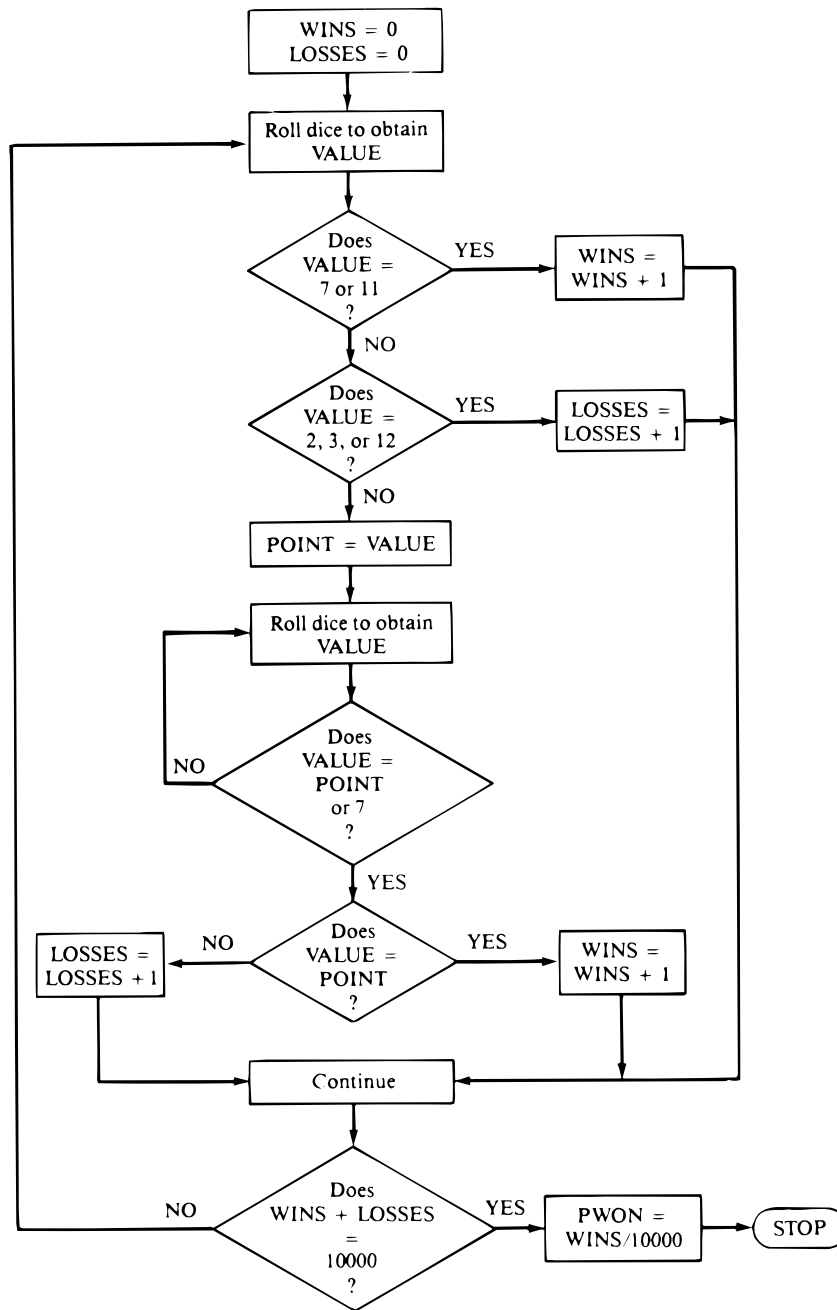 WINS = 0
LOSSES = 0
Roll dice to obtain
VALUE
Does
VALUE =
7 or 11
?
YES
WINS =
WINS + 1
NO
Does
VALUE =
2, 3, or 12
?
YES
LOSSES =
LOSSES + 1
NO
POINT = VALUE
Roll dice to obtain
VALUE
Does
VALUE =
POINT
or 7
?
NO
YES
Does
VALUE =
POINT
?
NO
LOSSES =
LOSSES + 1
YES
WINS =
WINS + 1
Continue
Does
WINS + LOSSES
=
10000
?
NO
YES
PWON =
WINS/10000
STOP